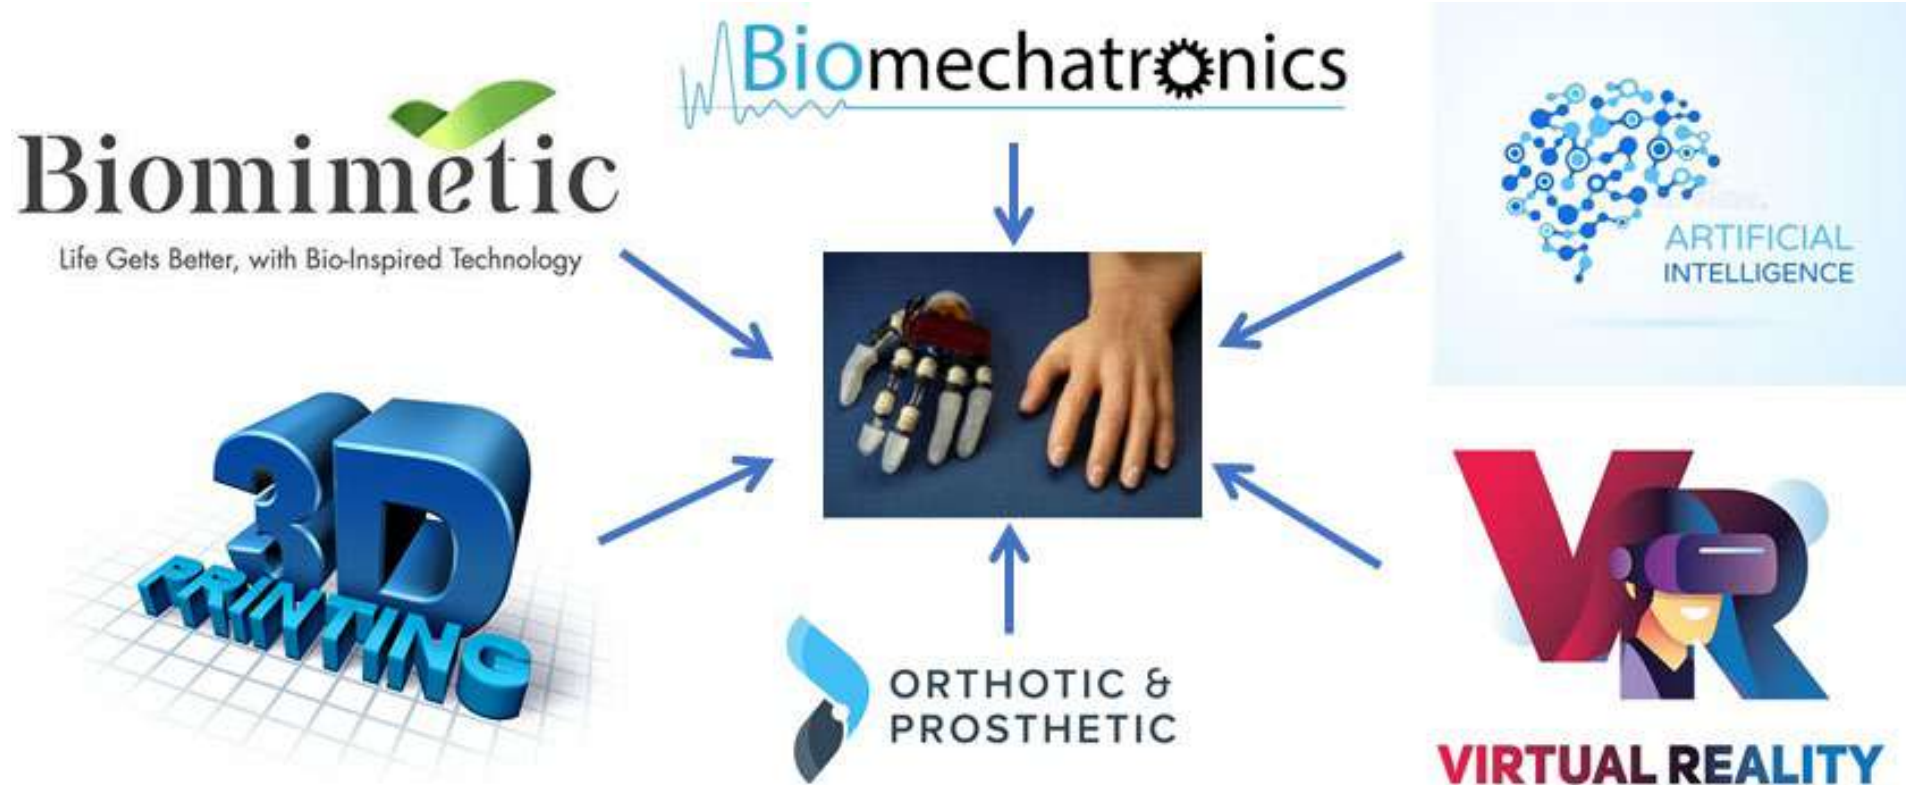 Biomechatronics
Biomimetic
Life Gets Better, with Bio-Inspired Technology
ARTIFICIAL
INTELLIGENCE
3D
PRINTING
ORTHOTIC &
PROSTHETIC
VR
VIRTUAL REALITY